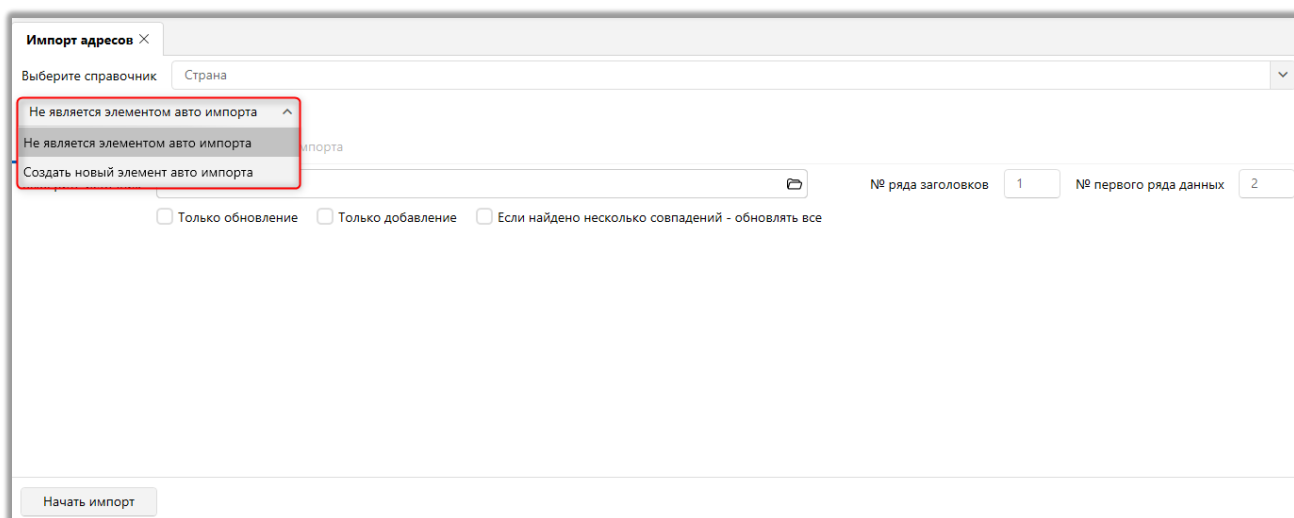 Импорт адресов
Выберите справочник Страна
Не является элементом авто импорта
Не является элементом авто импорта
Создать новый элемент авто импорта
№ ряда заголовков 1 № первого ряда данных 2
Только обновление Только добавление Если найдено несколько совпадений - обновлять все
Начать импорт